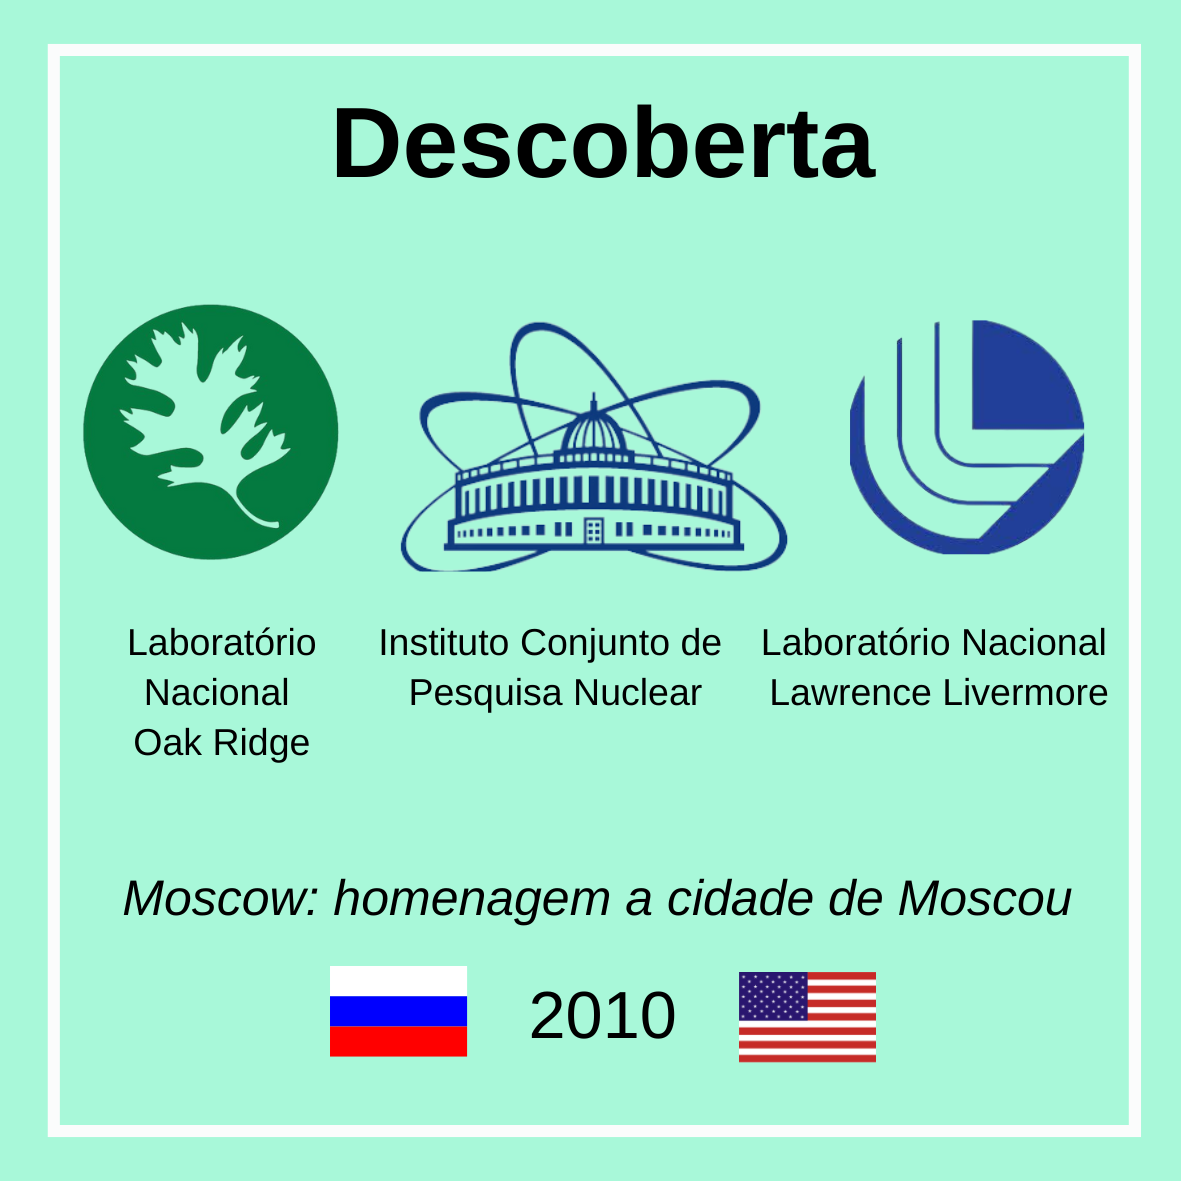 Descoberta
Laboratório
Nacional
Oak Ridge
Instituto Conjunto de
Pesquisa Nuclear
Laboratório Nacional
Lawrence Livermore
Moscow: homenagem a cidade de Moscou
2010